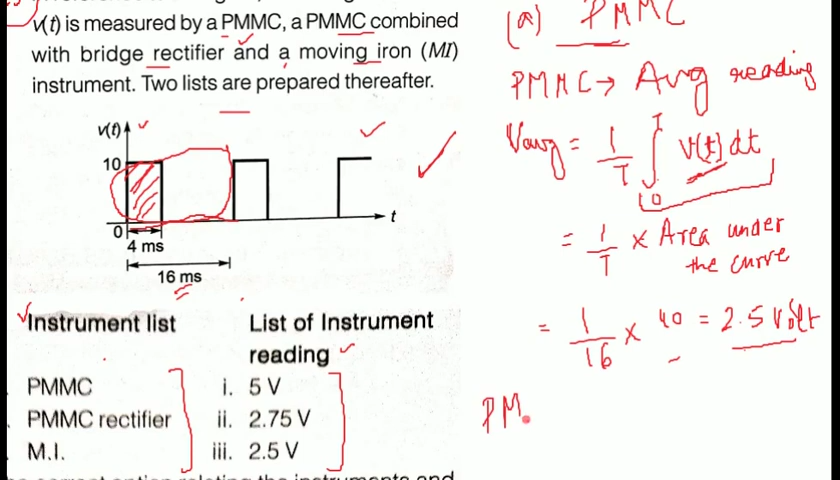 v(t) is measured by a PMMC, a PMMC combined
with bridge rectifier and a moving iron (MI)
instrument. Two lists are prepared thereafter.
v(t)
10
0
t
4 ms
16 ms
Instrument list List of Instrument
reading
PMMC i. 5 V
PMMC rectifier ii. 2.75 V
M.I. iii. 2.5 V
(a) PMMC
PMMC → Avg reading
Vavg = 1/T ∫ 0 T v(t) dt
= 1/T × Area under
the curve
= 1/16 × 40 = 2.5 Volt
PM